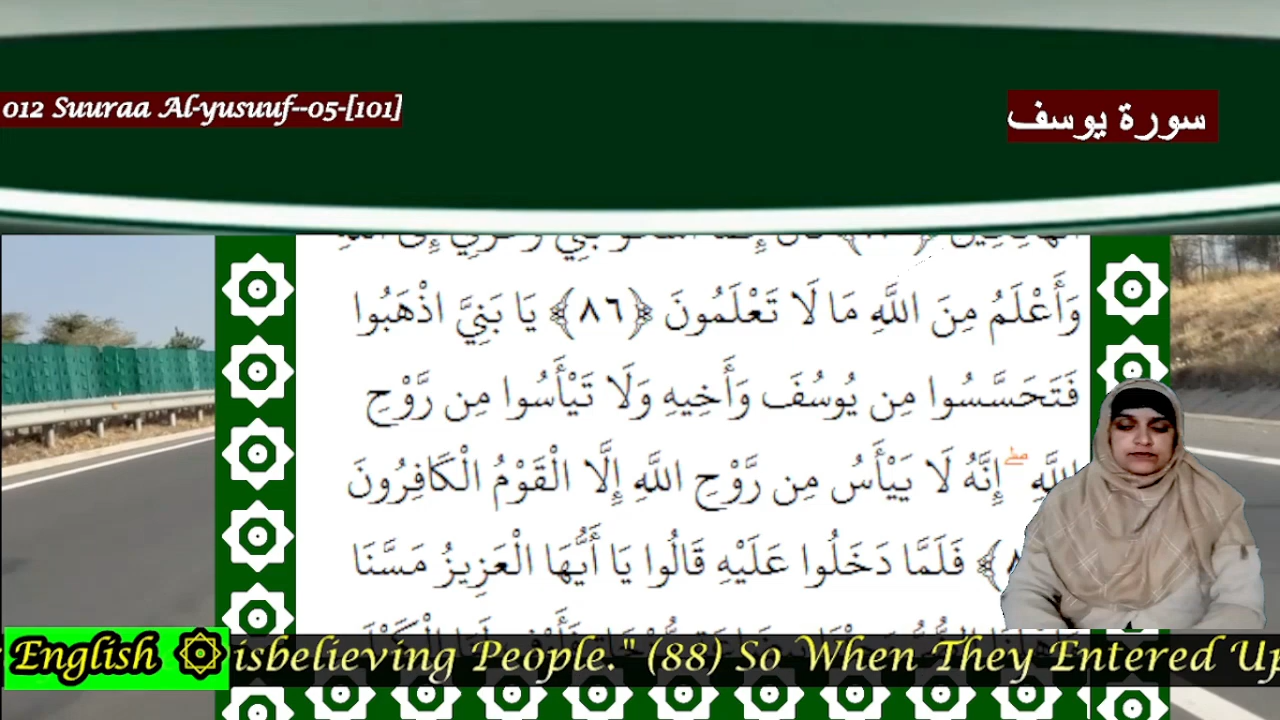 012 Suuraa Al-yusuuf--05-[101]
سورة يوسف
وَأَعْلَمُ مِنَ اللَّهِ مَا لَا تَعْلَمُونَ ﴿٨٦﴾ يَا بَنِيَّ اذْهَبُوا
فَتَحَسَّسُوا مِن يُوسُفَ وَأَخِيهِ وَلَا تَيْأَسُوا مِن رَّوْحِ
اللَّهِ ۖ إِنَّهُ لَا يَيْأَسُ مِن رَّوْحِ اللَّهِ إِلَّا الْقَوْمُ الْكَافِرُونَ
فَلَمَّا دَخَلُوا عَلَيْهِ قَالُوا يَا أَيُّهَا الْعَزِيزُ مَسَّنَا
English ۞ isbelieving People." (88) So When They Entered Up